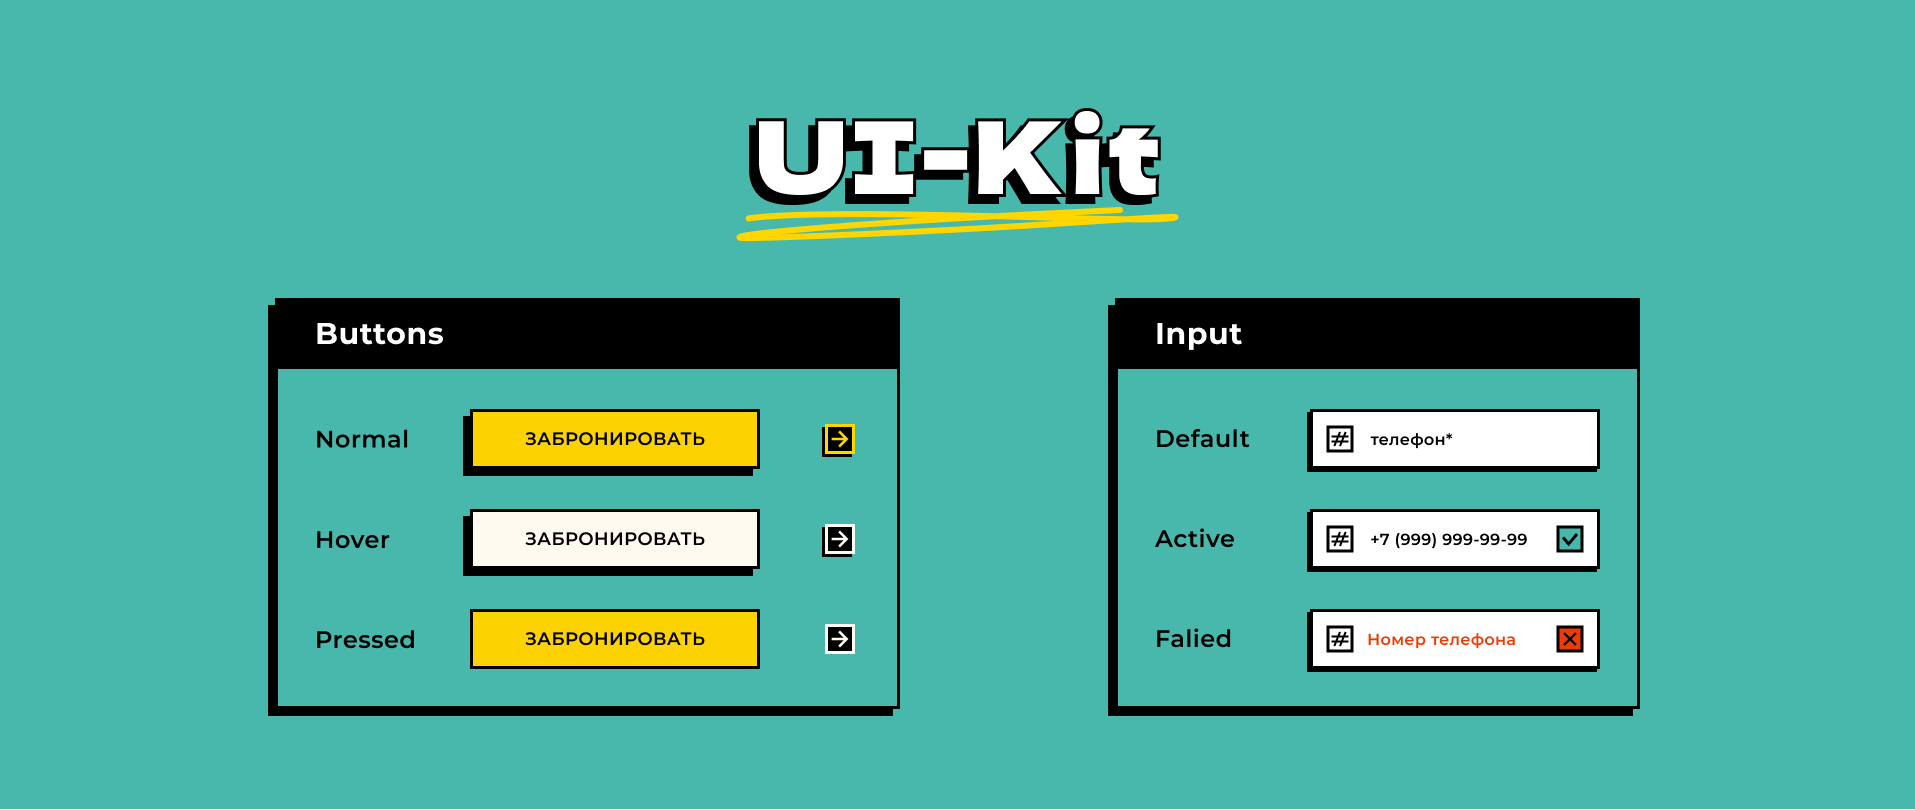 UI-Kit
Buttons
Normal
ЗАБРОНИРОВАТЬ
Hover
ЗАБРОНИРОВАТЬ
Pressed
ЗАБРОНИРОВАТЬ
Input
Default
# телефон*
Active
# +7 (999) 999-99-99
Falied
# Номер телефона